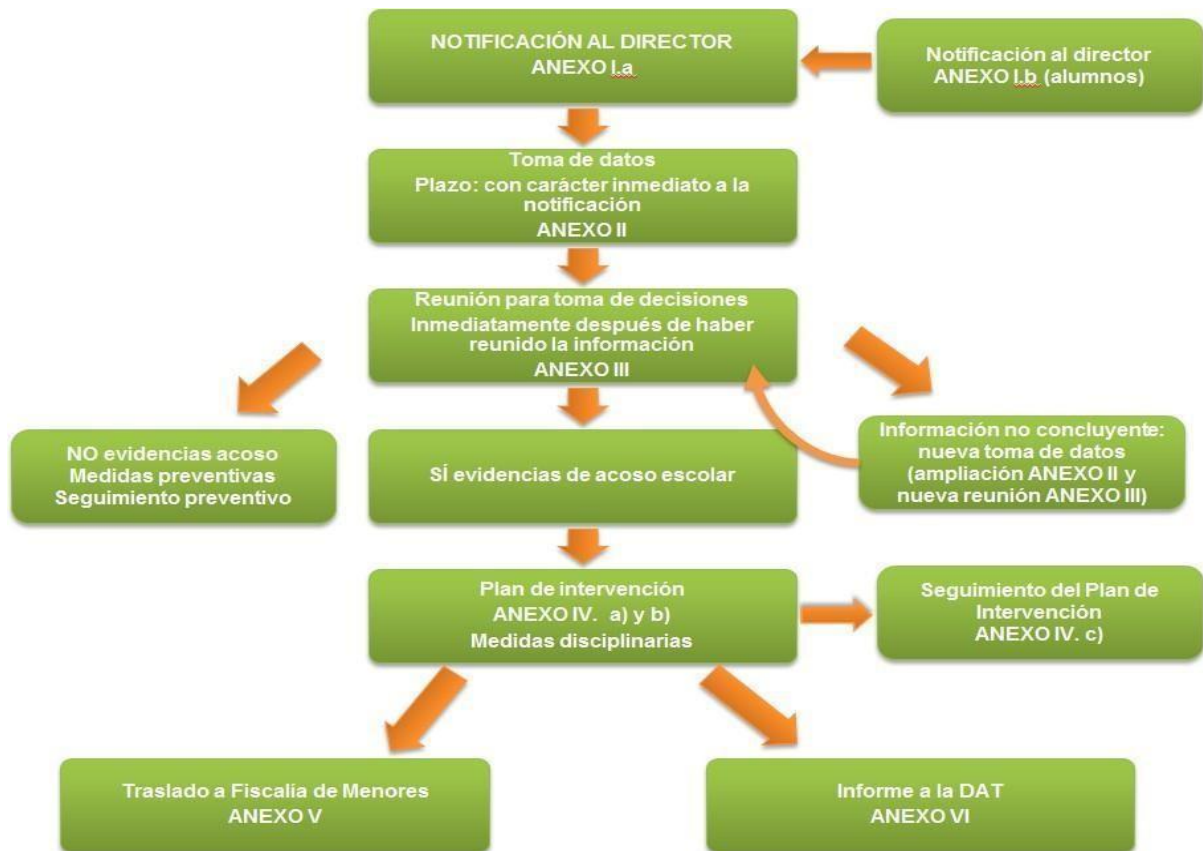 NOTIFICACIÓN AL DIRECTOR
ANEXO I.a
Notificación al director
ANEXO I.b (alumnos)
Toma de datos
Plazo: con carácter inmediato a la
notificación
ANEXO II
Reunión para toma de decisiones
Inmediatamente después de haber
reunido la información
ANEXO III
NO evidencias acoso
Medidas preventivas
Seguimiento preventivo
SÍ evidencias de acoso escolar
Información no concluyente:
nueva toma de datos
(ampliación ANEXO II y
nueva reunión ANEXO III)
Plan de intervención
ANEXO IV. a) y b)
Medidas disciplinarias
Seguimiento del Plan de
Intervención
ANEXO IV. c)
Traslado a Fiscalía de Menores
ANEXO V
Informe a la DAT
ANEXO VI